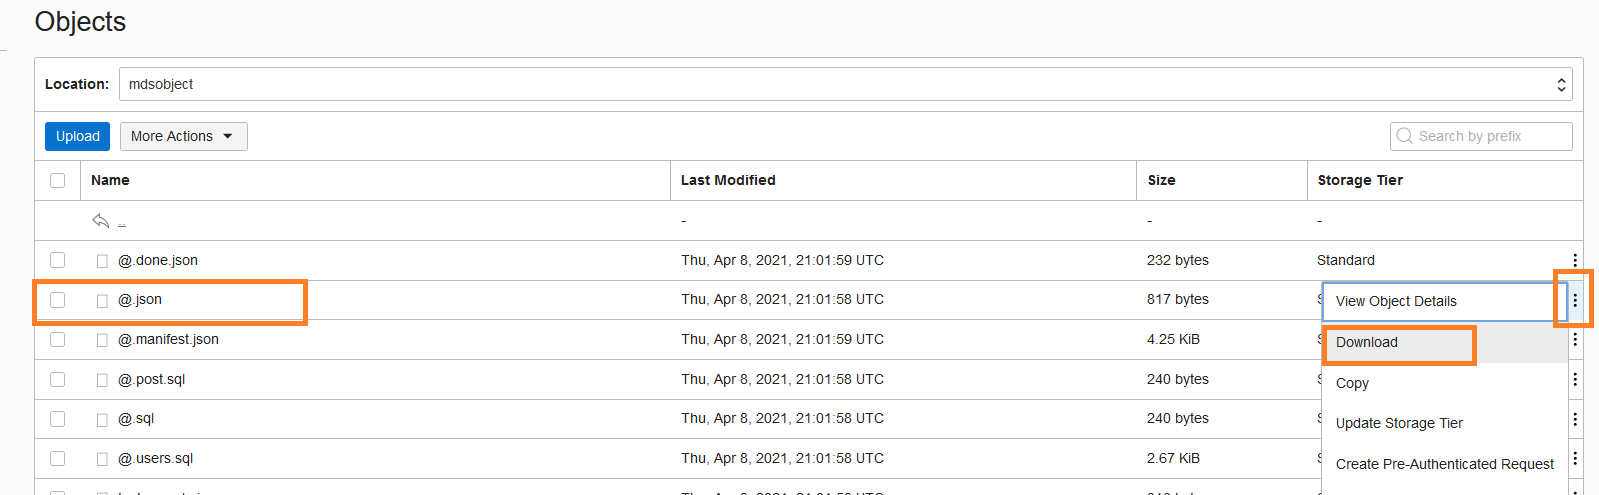 Objects
Location: mdsobject
Upload More Actions Search by prefix
Name Last Modified Size Storage Tier
.. - - -
@.done.json Thu, Apr 8, 2021, 21:01:59 UTC 232 bytes Standard
@.json Thu, Apr 8, 2021, 21:01:58 UTC 817 bytes S View Object Details
@.manifest.json Thu, Apr 8, 2021, 21:01:59 UTC 4.25 KiB S Download
@.post.sql Thu, Apr 8, 2021, 21:01:58 UTC 240 bytes S Copy
@.sql Thu, Apr 8, 2021, 21:01:58 UTC 240 bytes S Update Storage Tier
@.users.sql Thu, Apr 8, 2021, 21:01:58 UTC 2.67 KiB S Create Pre-Authenticated Request